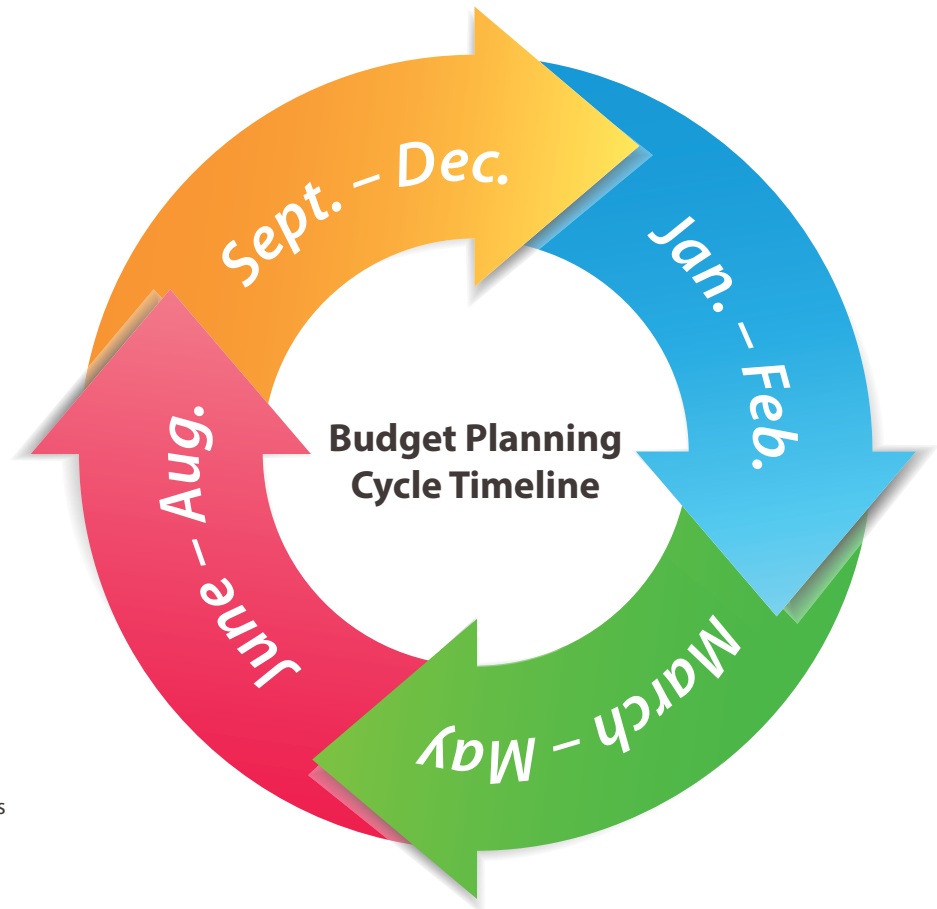 Sept. – Dec.
Jan. – Feb.
Budget Planning
Cycle Timeline
June – Aug.
March – May
s